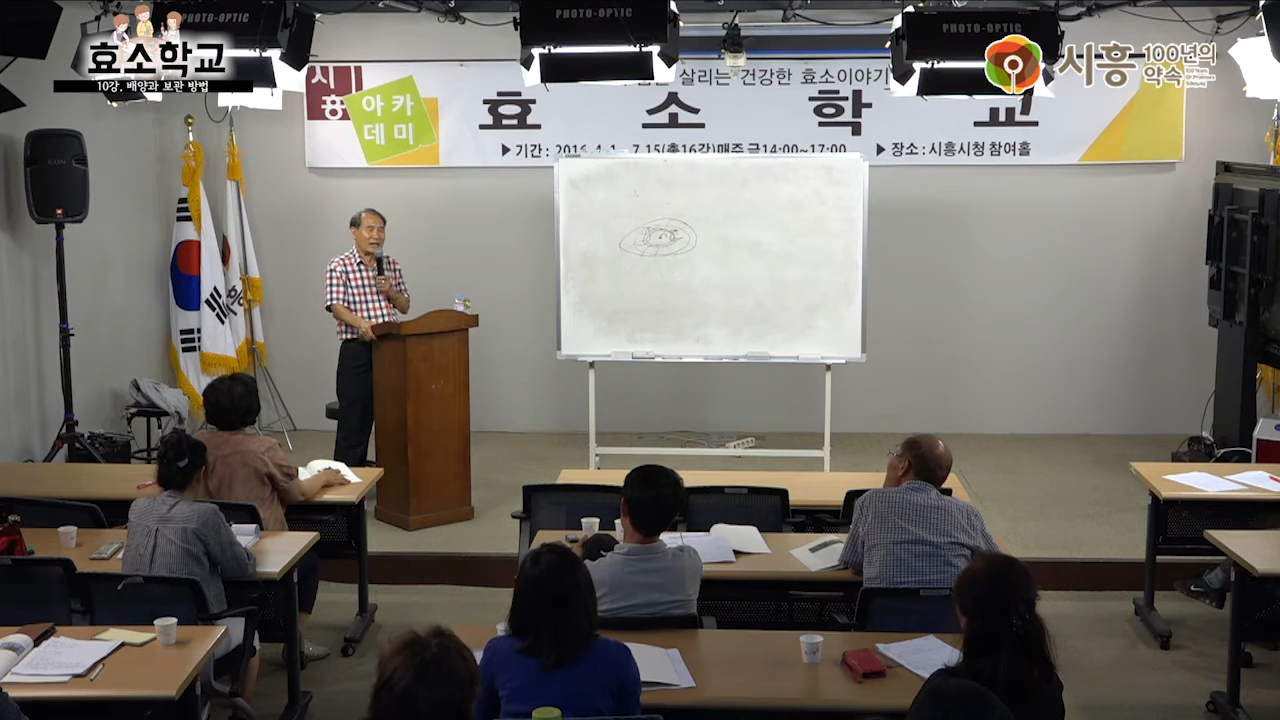 효소학교
10강. 배양과 보관 방법
PHOTO-OPTIC
PHOTO-OPTIC
PHOTO-OPTIC
시흥 100년의 약속
시흥
아카데미
살리는 건강한 효소이야기
효소학교
▶기간 : 2016. 4. 1 ~ 7.15(총16강)매주 금14:00~17:00
▶장소 : 시흥시청 참여홀
EON